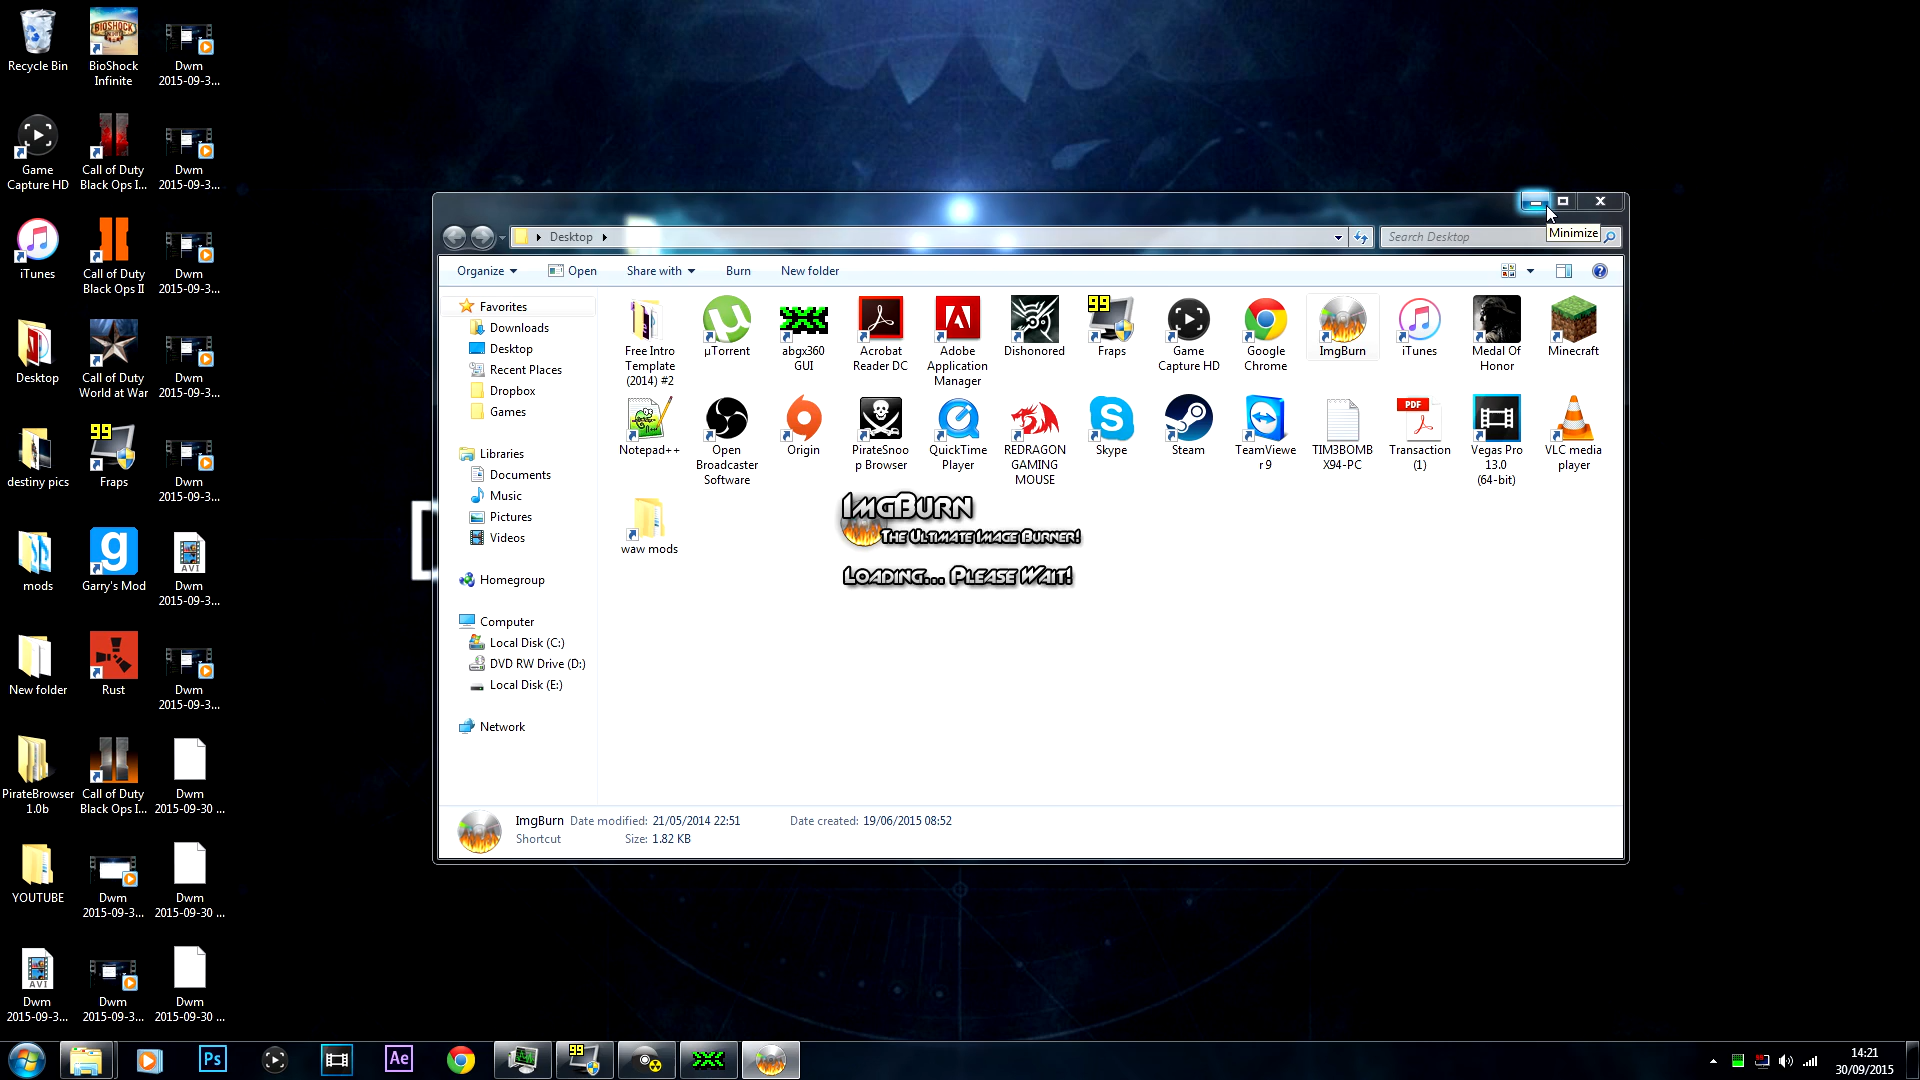 Recycle Bin
BioShock
Infinite
Dwm
2015-09-3...
Game
Capture HD
Call of Duty
Black Ops I...
Dwm
2015-09-3...
iTunes
Call of Duty
Black Ops II
Dwm
2015-09-3...
Desktop
Call of Duty
World at War
Dwm
2015-09-3...
destiny pics
99
Fraps
Dwm
2015-09-3...
mods
g
Garry's Mod
AVI
Dwm
2015-09-3...
New folder
Rust
Dwm
2015-09-3...
PirateBrowser
1.0b
Call of Duty
Black Ops I...
Dwm
2015-09-30 ...
YOUTUBE
Dwm
2015-09-3...
Dwm
2015-09-30 ...
AVI
Dwm
2015-09-3...
Dwm
2015-09-3...
Dwm
2015-09-30 ...
Desktop
Search Desktop
Minimize
Organize
Open
Share with
Burn
New folder
Favorites
Downloads
Desktop
Recent Places
Dropbox
Games
Libraries
Documents
Music
Pictures
Videos
Homegroup
Computer
Local Disk (C:)
DVD RW Drive (D:)
Local Disk (E:)
Network
Free Intro
Template
(2014) #2
µTorrent
abgx360
GUI
Acrobat
Reader DC
Adobe
Application
Manager
Dishonored
99
Fraps
Game
Capture HD
Google
Chrome
ImgBurn
iTunes
Medal Of
Honor
Minecraft
Notepad++
Open
Broadcaster
Software
Origin
PirateSnoo
p Browser
QuickTime
Player
REDRAGON
GAMING
MOUSE
Skype
Steam
TeamViewe
r 9
TIM3BOMB
X94-PC
PDF
Transaction
(1)
Vegas Pro
13.0
(64-bit)
VLC media
player
waw mods
ImgBurn
The Ultimate Image Burner!
Loading... Please Wait!
ImgBurn
Date modified: 21/05/2014 22:51
Date created: 19/06/2015 08:52
Shortcut
Size: 1.82 KB
Ps
Ae
99
14:21
30/09/2015